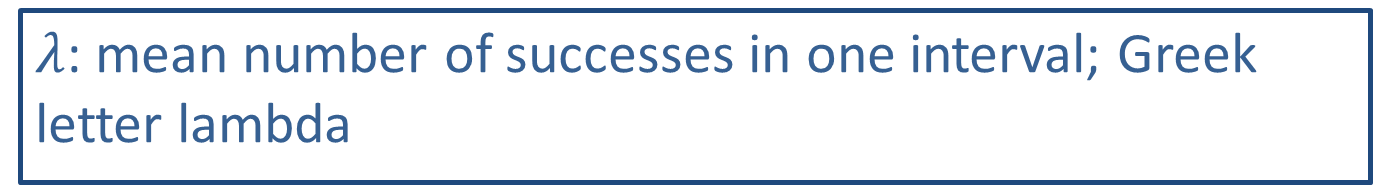 𝜆: mean number of successes in one interval; Greek
letter lambda